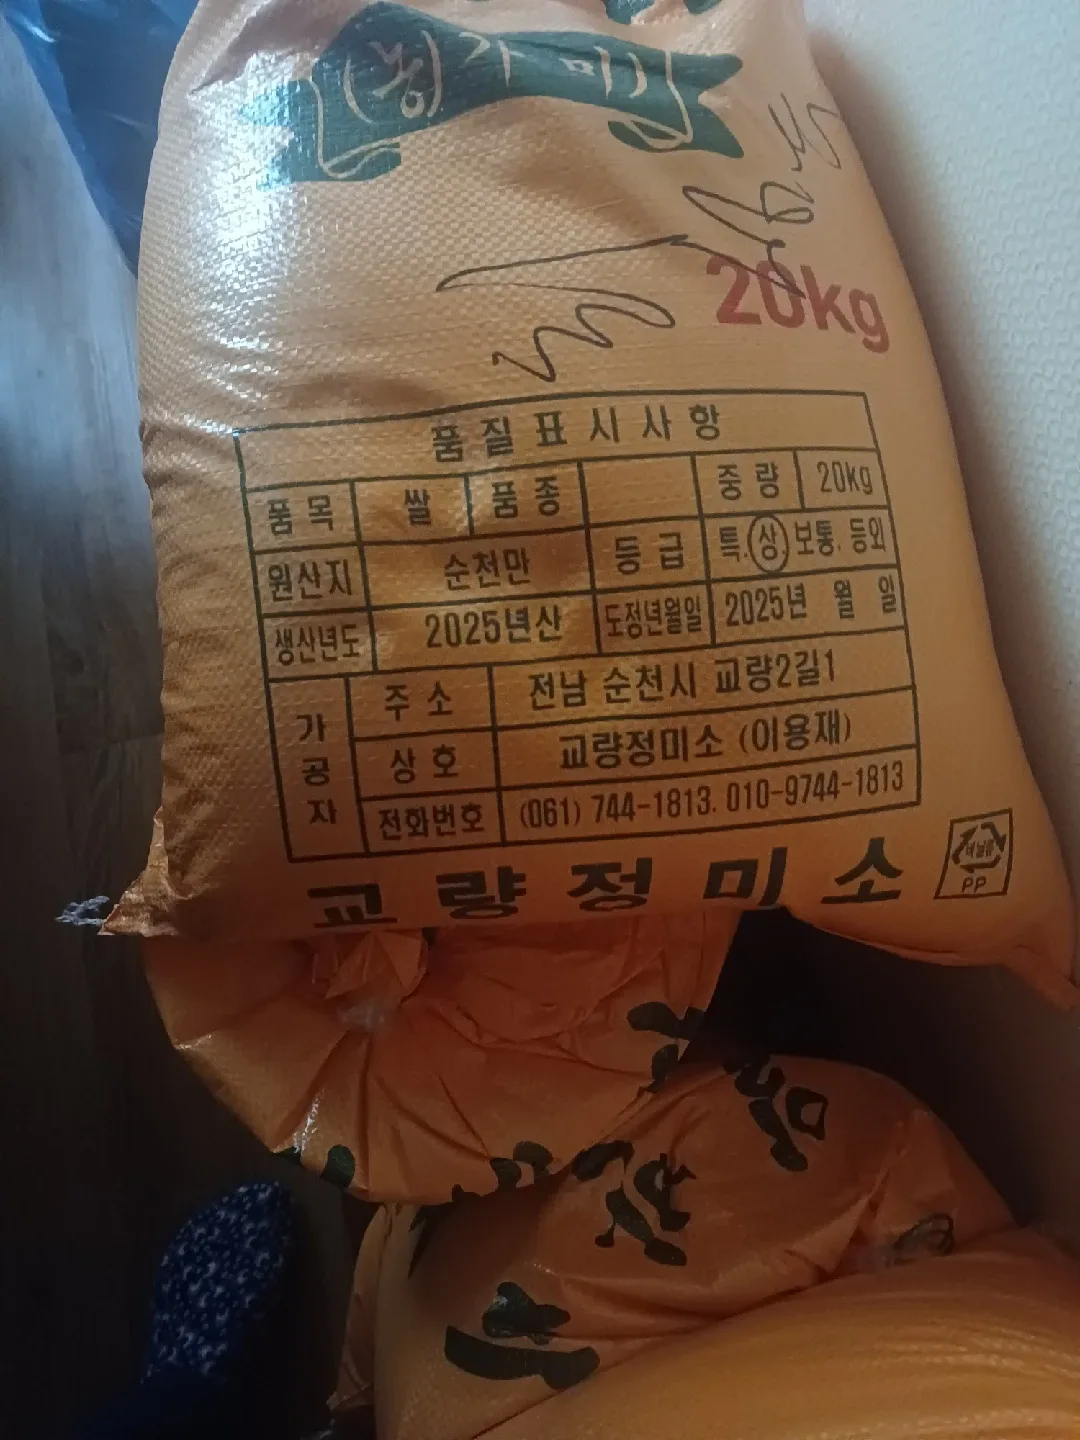 20kg
품질표시사항
품목 쌀 품종 중량 20kg
원산지 순천만 등급 특.상.보통.등외
생산년도 2025년산 도정년월일 2025년 월 일
가공자 주소 전남 순천시 교량2길1
상호 교량정미소 (이용재)
전화번호 (061) 744-1813. 010-9744-1813
교량정미소
PP